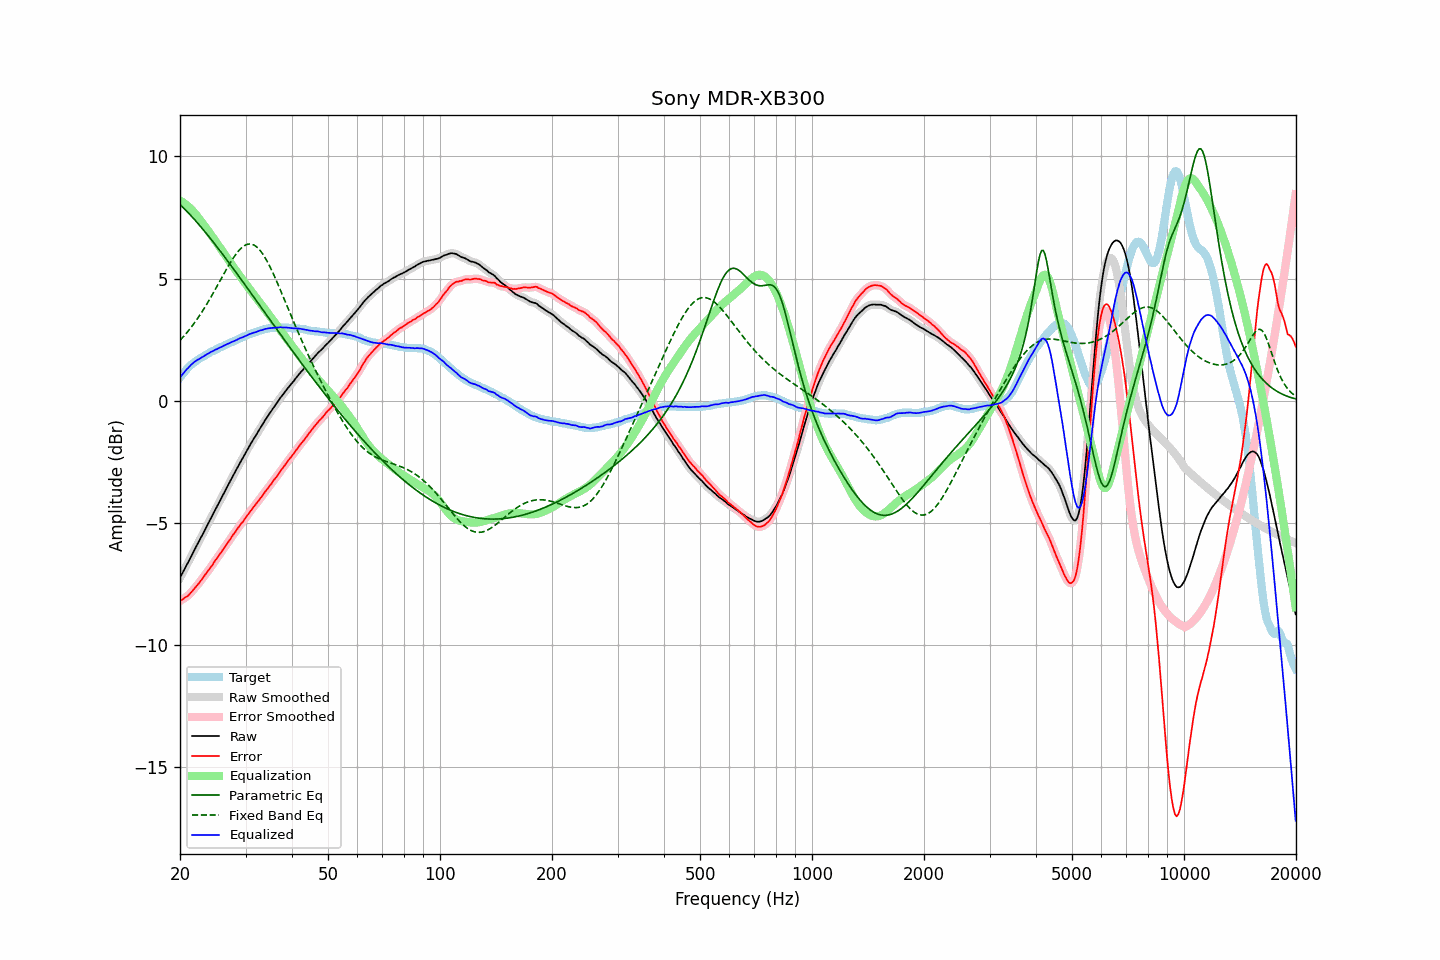 Sony MDR-XB300
Amplitude (dBr)
10
5
0
−5
−10
−15
Target
Raw Smoothed
Error Smoothed
Raw
Error
Equalization
Parametric Eq
Fixed Band Eq
Equalized
20 50 100 200 500 1000 2000 5000 10000 20000
Frequency (Hz)